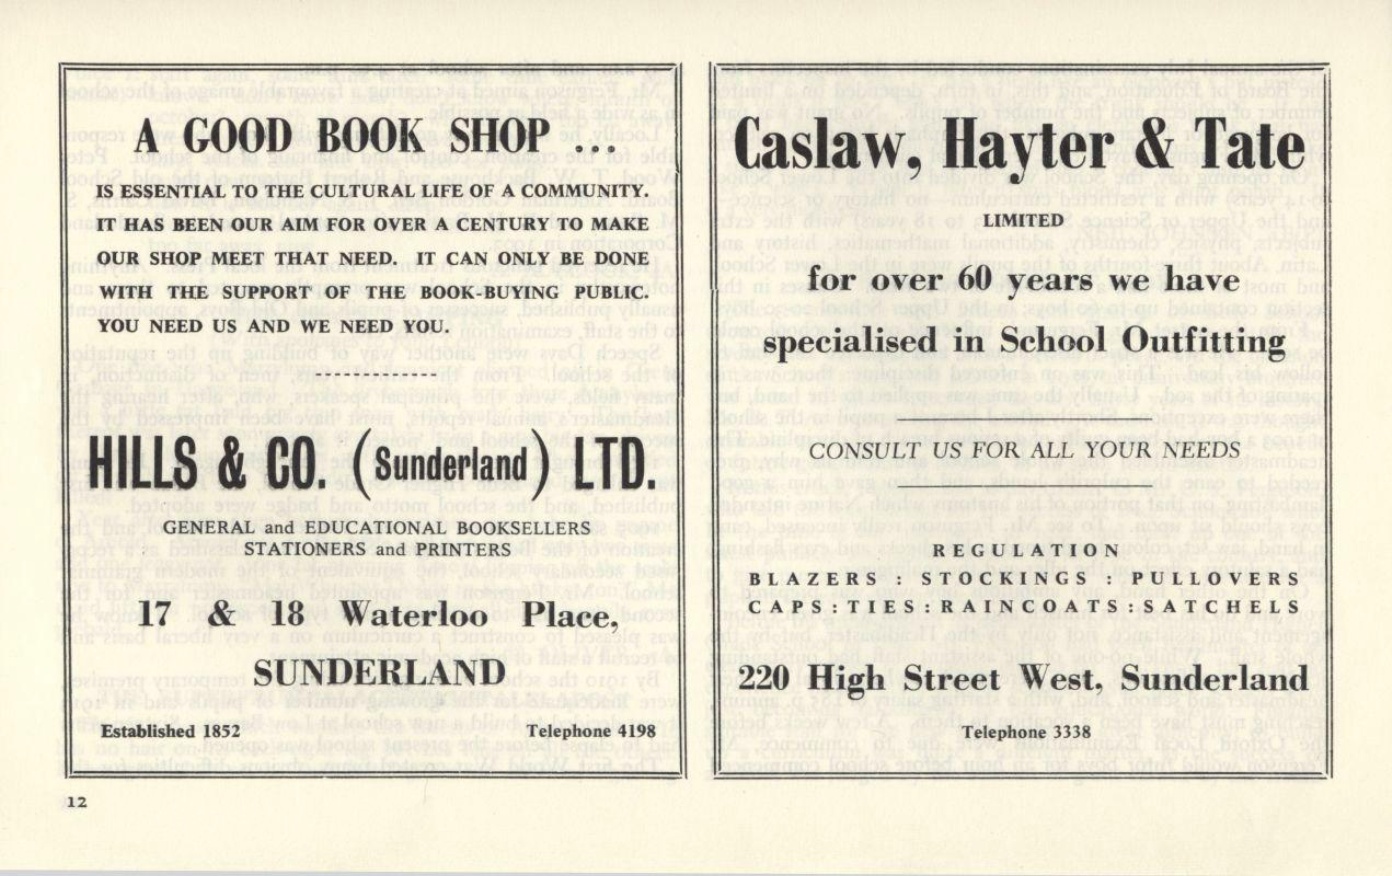 A GOOD BOOK SHOP ...
IS ESSENTIAL TO THE CULTURAL LIFE OF A COMMUNITY.
IT HAS BEEN OUR AIM FOR OVER A CENTURY TO MAKE
OUR SHOP MEET THAT NEED. IT CAN ONLY BE DONE
WITH THE SUPPORT OF THE BOOK-BUYING PUBLIC.
YOU NEED US AND WE NEED YOU.
HILLS & CO. (Sunderland) LTD.
GENERAL and EDUCATIONAL BOOKSELLERS
STATIONERS and PRINTERS
17 & 18 Waterloo Place,
SUNDERLAND
Established 1852 Telephone 4198
12
Caslaw, Hayter & Tate
LIMITED
for over 60 years we have
specialised in School Outfitting
CONSULT US FOR ALL YOUR NEEDS
REGULATION
BLAZERS : STOCKINGS : PULLOVERS
CAPS : TIES : RAINCOATS : SATCHELS
220 High Street West, Sunderland
Telephone 3338